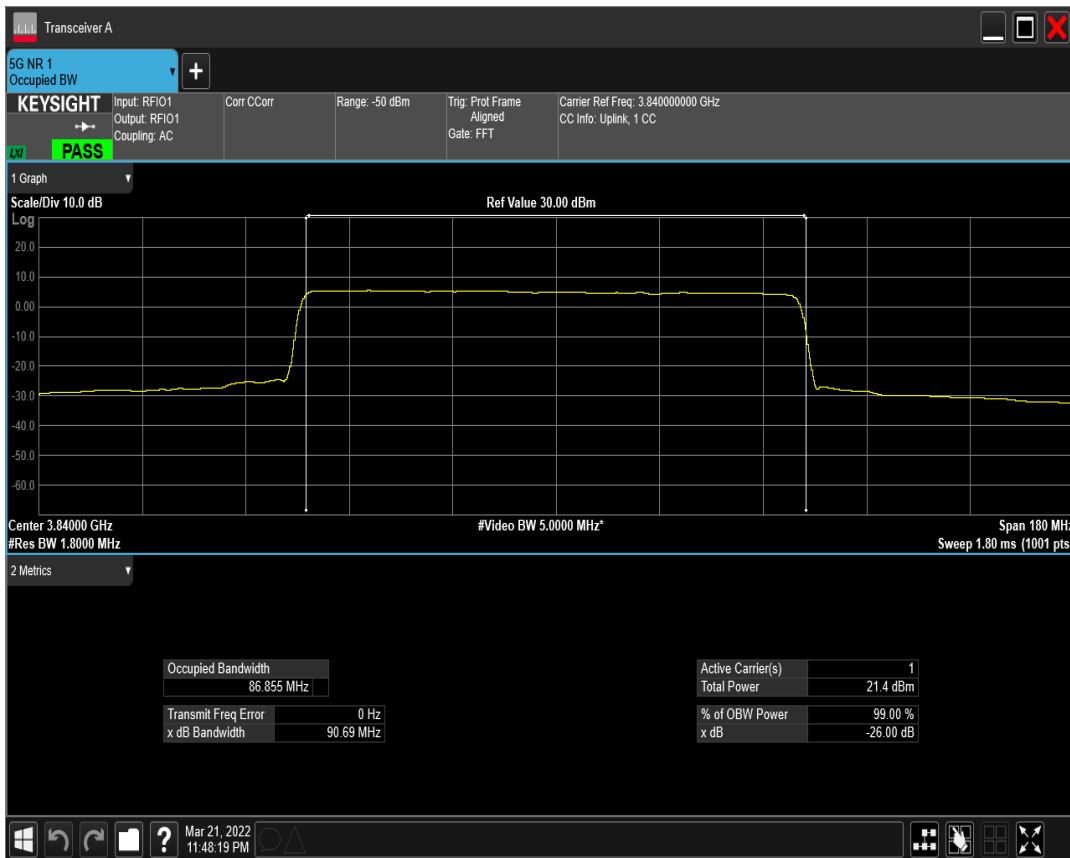 Transceiver A
5G NR 1
Occupied BW
+
KEYSIGHT
LXI
PASS
Input: RFIO1
Output: RFIO1
Coupling: AC
Corr CCorr
Range: -50 dBm
Trig: Prot Frame
Aligned
Gate: FFT
Carrier Ref Freq: 3.840000000 GHz
CC Info: Uplink, 1 CC
1 Graph
Scale/Div 10.0 dB
Ref Value 30.00 dBm
Log
20.0
10.0
0.00
-10.0
-20.0
-30.0
-40.0
-50.0
-60.0
Center 3.84000 GHz
#Video BW 5.0000 MHz*
Span 180 MHz
#Res BW 1.8000 MHz
Sweep 1.80 ms (1001 pts
2 Metrics
Occupied Bandwidth
86.855 MHz
Transmit Freq Error 0 Hz
x dB Bandwidth 90.69 MHz
Active Carrier(s) 1
Total Power 21.4 dBm
% of OBW Power 99.00 %
x dB -26.00 dB
?
Mar 21, 2022
11:48:19 PM